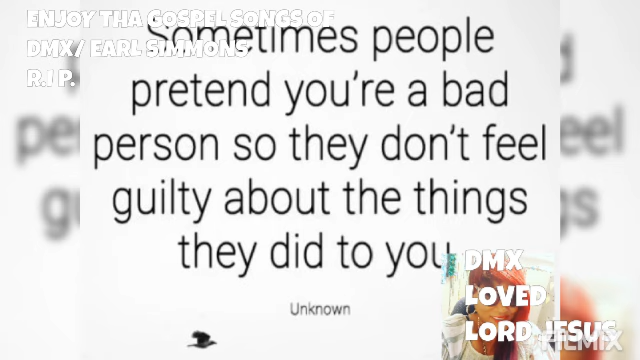 ENJOY THA GOSPEL SONGS OF
DMX/ EARL SIMMONS
R.I P.
Sometimes people
pretend you're a bad
person so they don't feel
guilty about the things
they did to you
Unknown
DMX
LOVED
LORD JESUS
FILMIX